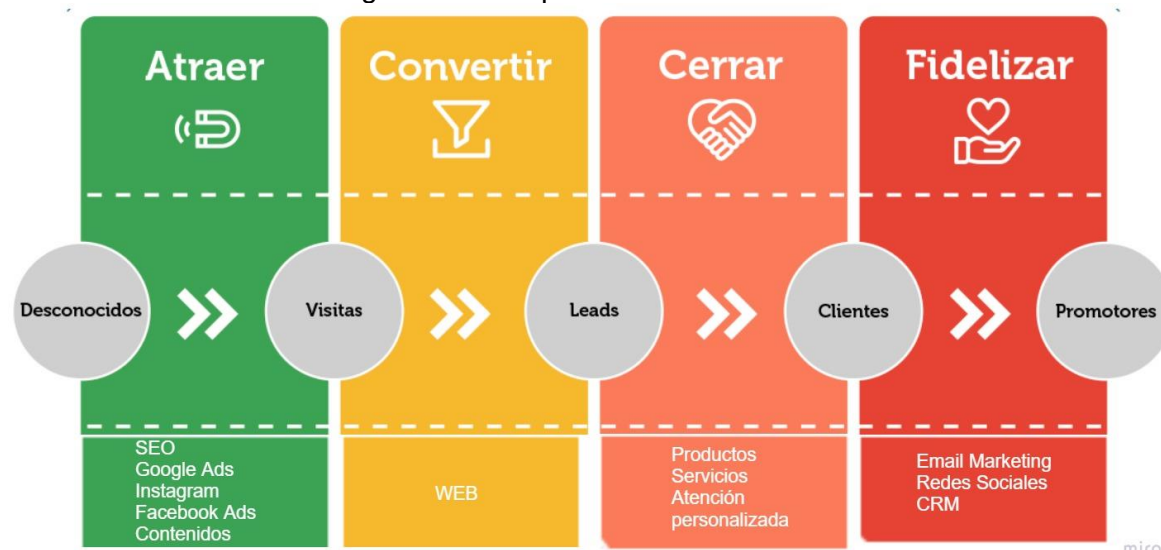 Atraer
Convertir
Cerrar
Fidelizar
Desconocidos
Visitas
Leads
Clientes
Promotores
SEO
Google Ads
Instagram
Facebook Ads
Contenidos
WEB
Productos
Servicios
Atención
personalizada
Email Marketing
Redes Sociales
CRM
miro